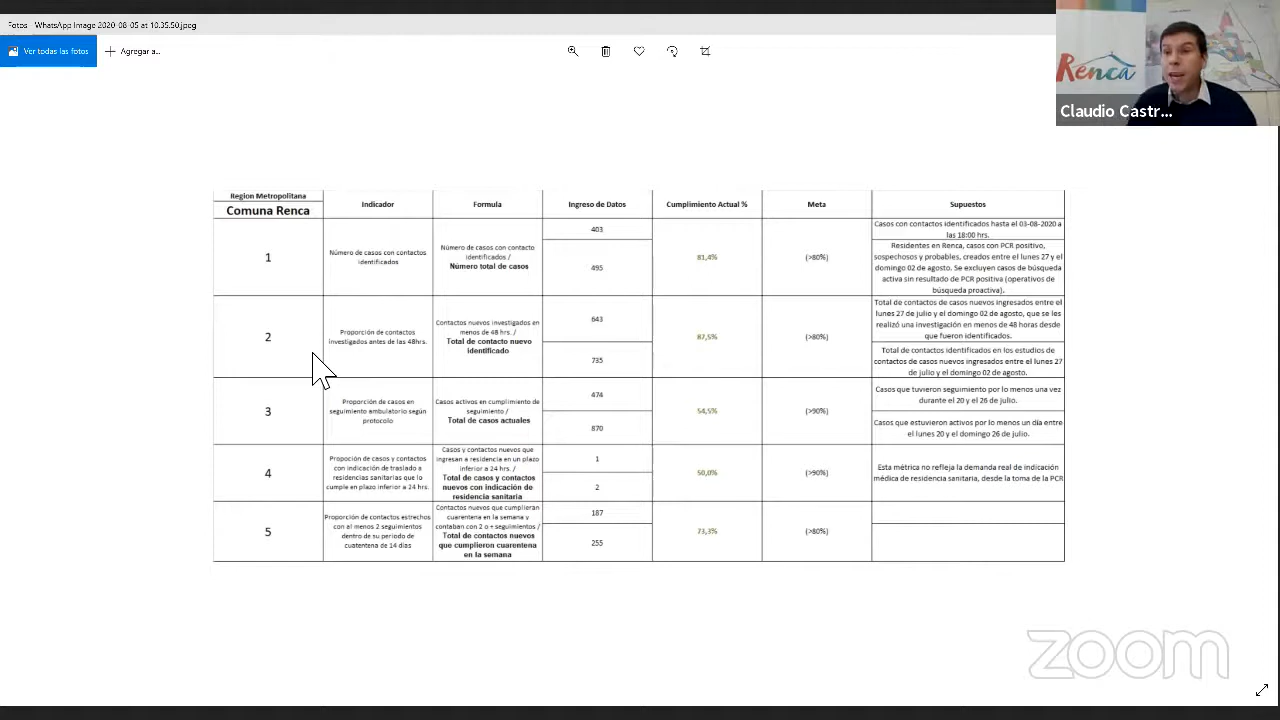 Fotos - WhatsApp Image 2020-08-05 at 10.35.50.jpeg
Ver todas las fotos
Agregar a...
Renca
Claudio Castr...
Region Metropolitana
Comuna Renca
Indicador
Formula
Ingreso de Datos
Cumplimiento Actual %
Meta
Supuestos
1
Número de casos con contactos
identificados
Número de casos con contacto
identificados /
Número total de casos
403
495
81,4%
(>80%)
Casos con contactos identificados hasta el 03-08-2020 a
las 18:00 hrs.
Residentes en Renca, casos con PCR positivo,
sospechosos y probables, creados entre el lunes 27 y el
domingo 02 de agosto. Se excluyen casos de búsqueda
activa sin resultado de PCR positiva (operativos de
búsqueda proactiva).
2
Proporción de contactos
investigados antes de las 48hrs.
Contactos nuevos investigados en
menos de 48 hrs. /
Total de contacto nuevo
identificado
643
735
87,5%
(>80%)
Total de contactos de casos nuevos ingresados entre el
lunes 27 de julio y el domingo 02 de agosto, que se les
realizó una investigación en menos de 48 horas desde
que fueron identificados.
Total de contactos identificados en los estudios de
contactos de casos nuevos ingresados entre el lunes 27
de julio y el domingo 02 de agosto.
3
Proporción de casos en
seguimiento ambulatorio según
protocolo
Casos activos en cumplimiento de
seguimiento /
Total de casos actuales
474
870
54,5%
(>90%)
Casos que tuvieron seguimiento por lo menos una vez
durante el 20 y el 26 de julio.
Casos que estuvieron activos por lo menos un día entre
el lunes 20 y el domingo 26 de julio.
4
Propoción de casos y contactos
con indicación de traslado a
residencias sanitarias que lo
cumple en plazo inferior a 24 hrs.
Casos y contactos nuevos que
ingresan a residencia en un plazo
inferior a 24 hrs. /
Total de casos y contactos
nuevos con indicación de
residencia sanitaria
1
2
50,0%
(>90%)
Esta métrica no refleja la demanda real de indicación
médica de residencia sanitaria, desde la toma de la PCR
5
Proporción de contactos estrechos
con al menos 2 seguimientos
dentro de su periodo de
cuatentena de 14 días
Contactos nuevos que cumplieran
cuarentena en la semana y
contaban con 2 o + seguimientos /
Total de contactos nuevos
que cumplieron cuarentena
en la semana
187
255
73,3%
(>80%)
zoom